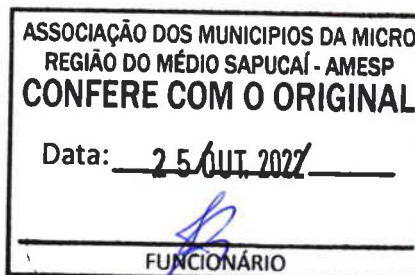 ASSOCIAÇÃO DOS MUNICIPIOS DA MICRO
REGIÃO DO MÉDIO SAPUCAÍ - AMESP
CONFERE COM O ORIGINAL
Data: 25 OUT. 2022
FUNCIONÁRIO